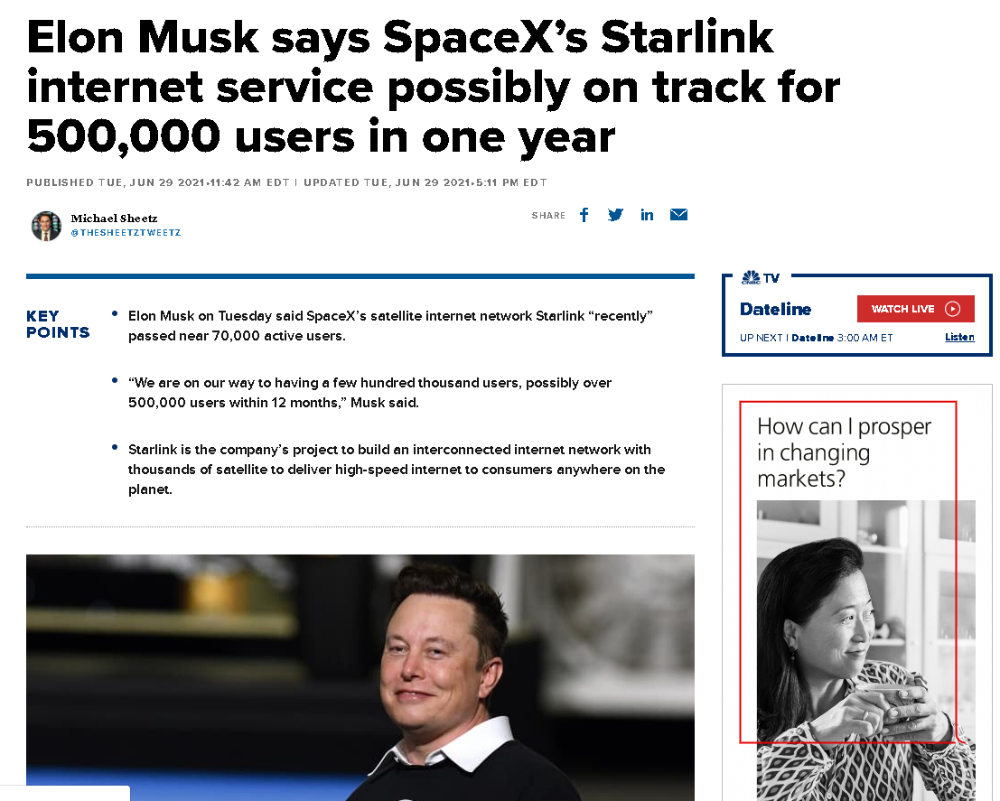 Elon Musk says SpaceX’s Starlink
internet service possibly on track for
500,000 users in one year
PUBLISHED TUE, JUN 29 2021•11:42 AM EDT | UPDATED TUE, JUN 29 2021•5:11 PM EDT
Michael Sheetz
@THESHEETZTWEETZ
SHARE
KEY
POINTS
• Elon Musk on Tuesday said SpaceX’s satellite internet network Starlink “recently”
passed near 70,000 active users.
• “We are on our way to having a few hundred thousand users, possibly over
500,000 users within 12 months,” Musk said.
• Starlink is the company’s project to build an interconnected internet network with
thousands of satellite to deliver high-speed internet to consumers anywhere on the
planet.
CNBC TV
Dateline
WATCH LIVE
UP NEXT | Dateline 3:00 AM ET
Listen
How can I prosper
in changing
markets?